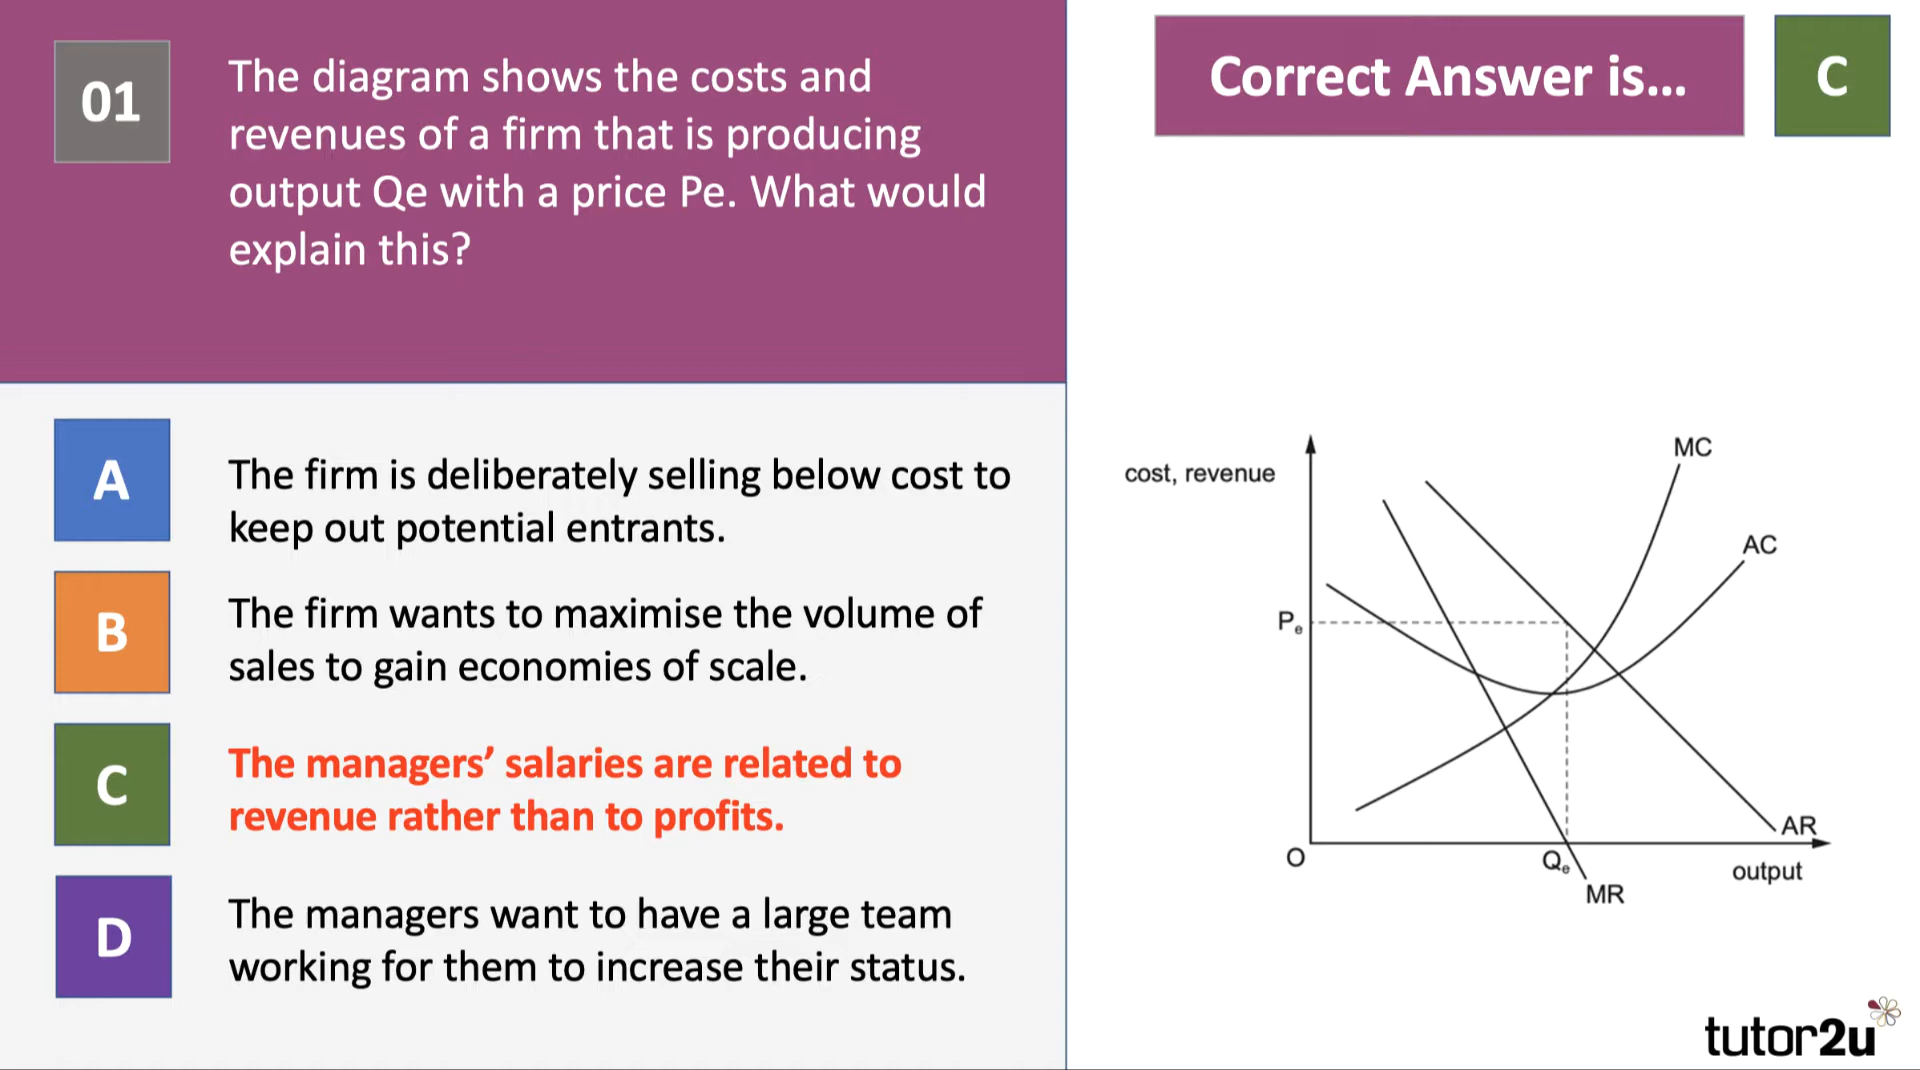 01
The diagram shows the costs and
revenues of a firm that is producing
output Qe with a price Pe. What would
explain this?
A
The firm is deliberately selling below cost to
keep out potential entrants.
B
The firm wants to maximise the volume of
sales to gain economies of scale.
C
The managers’ salaries are related to
revenue rather than to profits.
D
The managers want to have a large team
working for them to increase their status.
Correct Answer is...
C
MC
cost, revenue
AC
Pe
AR
O
Qe
output
MR
tutor2u